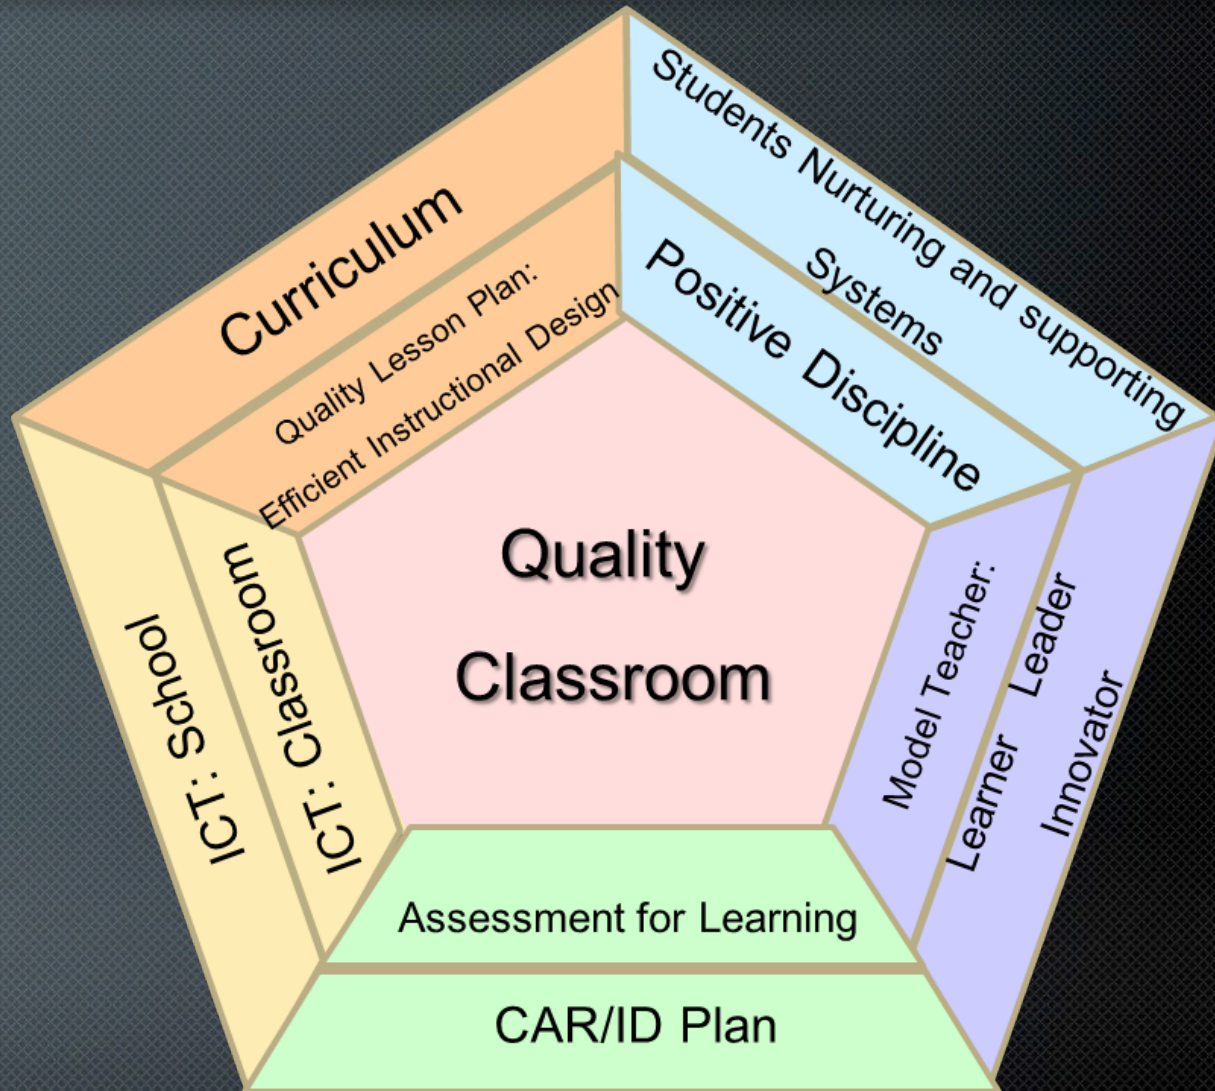 Curriculum
Quality Lesson Plan:
Efficient Instructional Design
Students Nurturing and supporting
Systems
Positive Discipline
ICT: School
ICT: Classroom
Quality
Classroom
Model Teacher:
Learner Leader
Innovator
Assessment for Learning
CAR/ID Plan